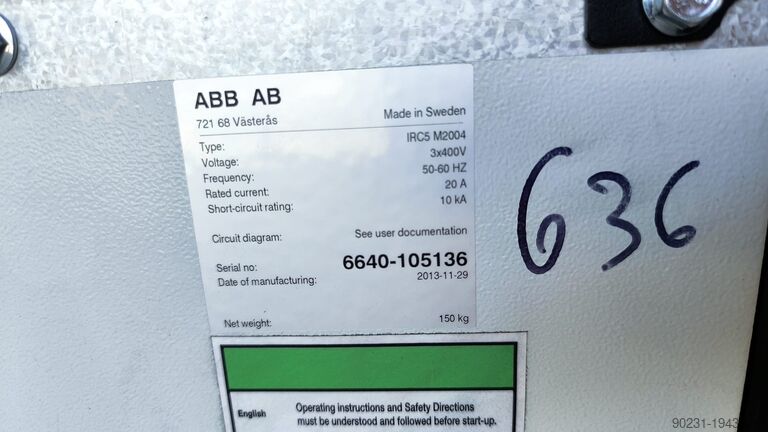 ABB AB
721 68 Västerås
Made in Sweden
Type: IRC5 M2004
Voltage: 3x400V
Frequency: 50-60 HZ
Rated current: 20 A
Short-circuit rating: 10 kA
Circuit diagram: See user documentation
Serial no: 6640-105136
Date of manufacturing: 2013-11-29
Net weight: 150 kg
636
English
Operating instructions and Safety Directions
must be understood and followed before start-up.